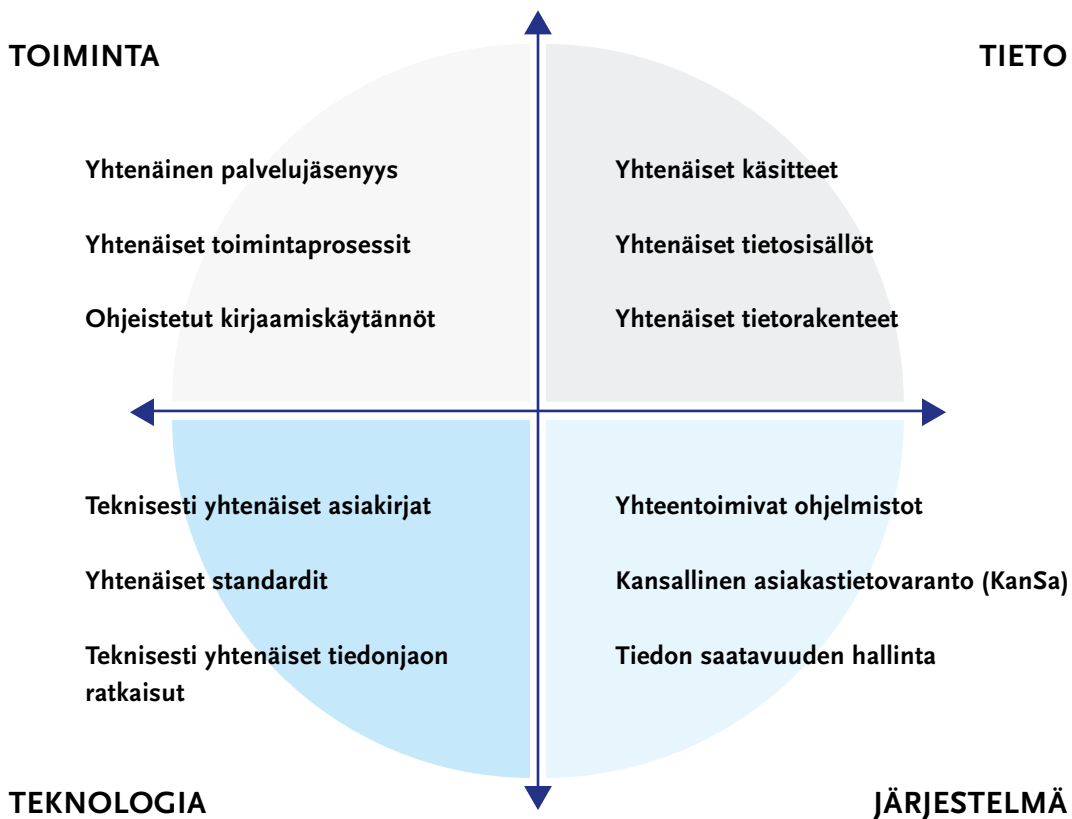 TOIMINTA
TIETO
Yhtenäinen palvelujäsenyys
Yhtenäiset toimintaprosessit
Ohjeistetut kirjaamiskäytännöt
Yhtenäiset käsitteet
Yhtenäiset tietosisällöt
Yhtenäiset tietorakenteet
Teknisesti yhtenäiset asiakirjat
Yhtenäiset standardit
Teknisesti yhtenäiset tiedonjaon
ratkaisut
Yhteentoimivat ohjelmistot
Kansallinen asiakastietovaranto (KanSa)
Tiedon saatavuuden hallinta
TEKNOLOGIA
JÄRJESTELMÄ